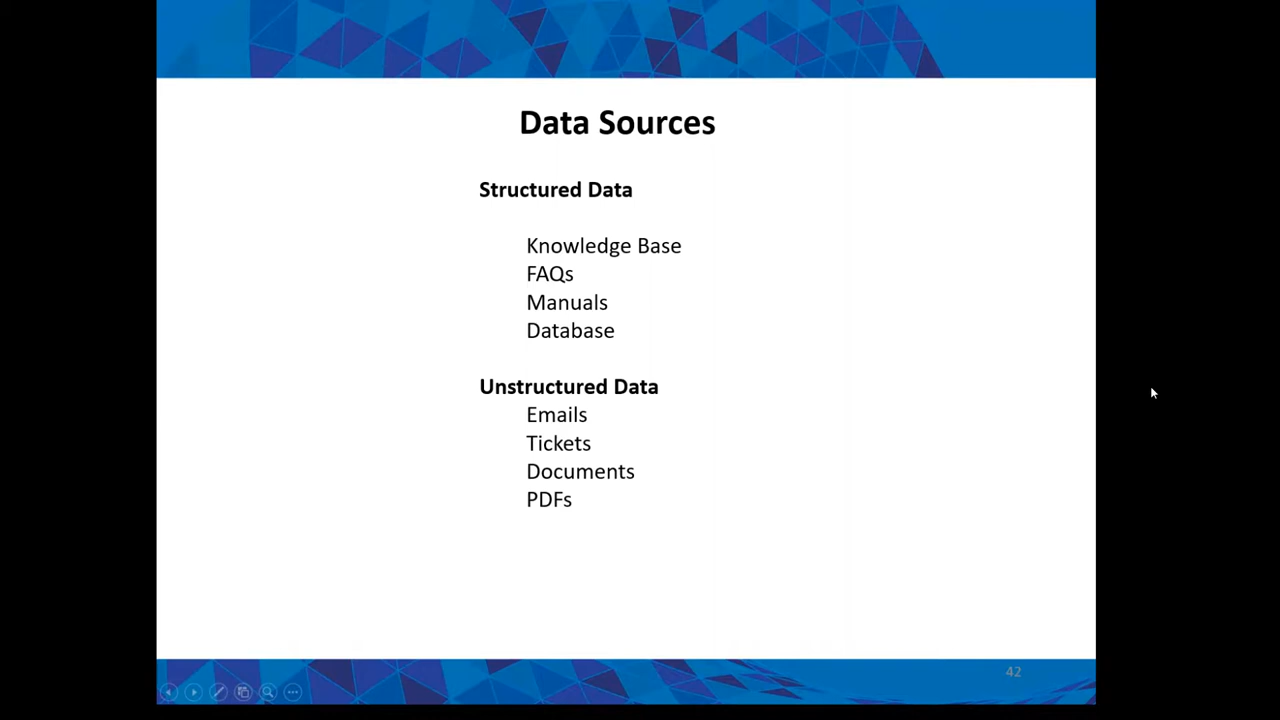 Data Sources
Structured Data
Knowledge Base
FAQs
Manuals
Database
Unstructured Data
Emails
Tickets
Documents
PDFs
42